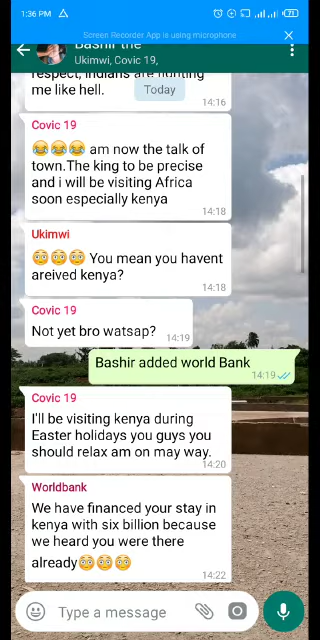 1:36 PM
71
Screen Recorder App is using microphone
Bashir the
Ukimwi, Covic 19,
respect, Indians are fighting
me like hell.
Today
14:16
Covic 19
😂😂😂 am now the talk of
town.The king to be precise
and i will be visiting Africa
soon especially kenya
14:18
Ukimwi
😳😳😳 You mean you havent
areived kenya?
14:18
Covic 19
Not yet bro watsap?
14:19
Bashir added world Bank
14:19
Covic 19
I'll be visiting kenya during
Easter holidays you guys you
should relax am on may way.
14:20
Worldbank
We have financed your stay in
kenya with six billion because
we heard you were there
already😳😳😳
14:22
Type a message